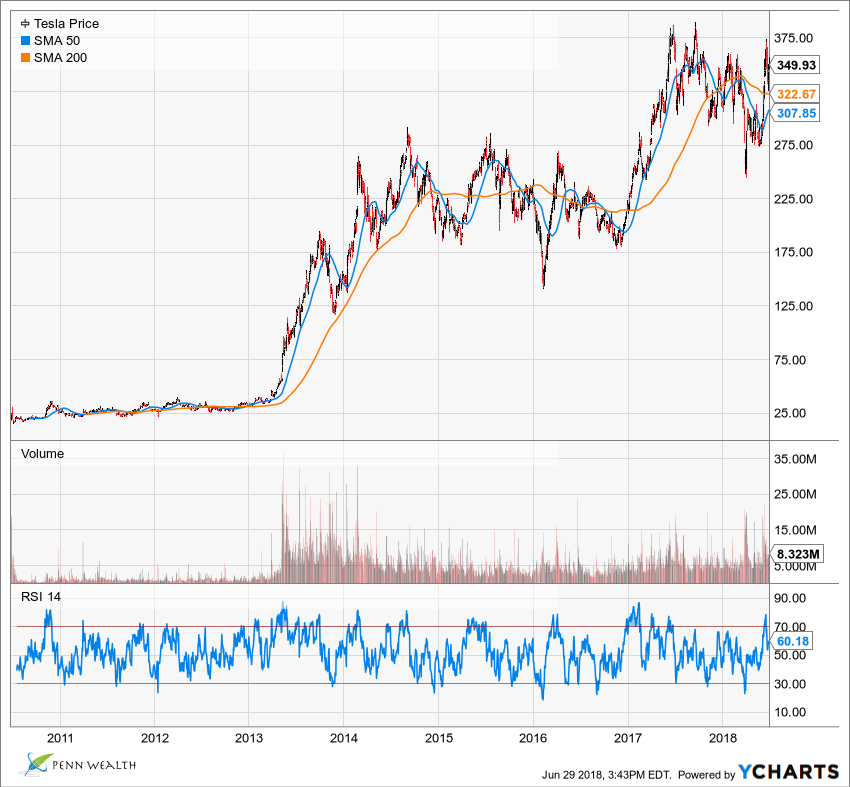 Tesla Price
SMA 50
SMA 200
375.00
349.93
322.67
307.85
275.00
225.00
175.00
125.00
75.00
25.00
Volume
35.00M
25.00M
15.00M
8.323M
5.000M
RSI 14
90.00
70.00
60.18
50.00
30.00
10.00
2011 2012 2013 2014 2015 2016 2017 2018
PENN WEALTH
Jun 29 2018, 3:43PM EDT. Powered by YCHARTS